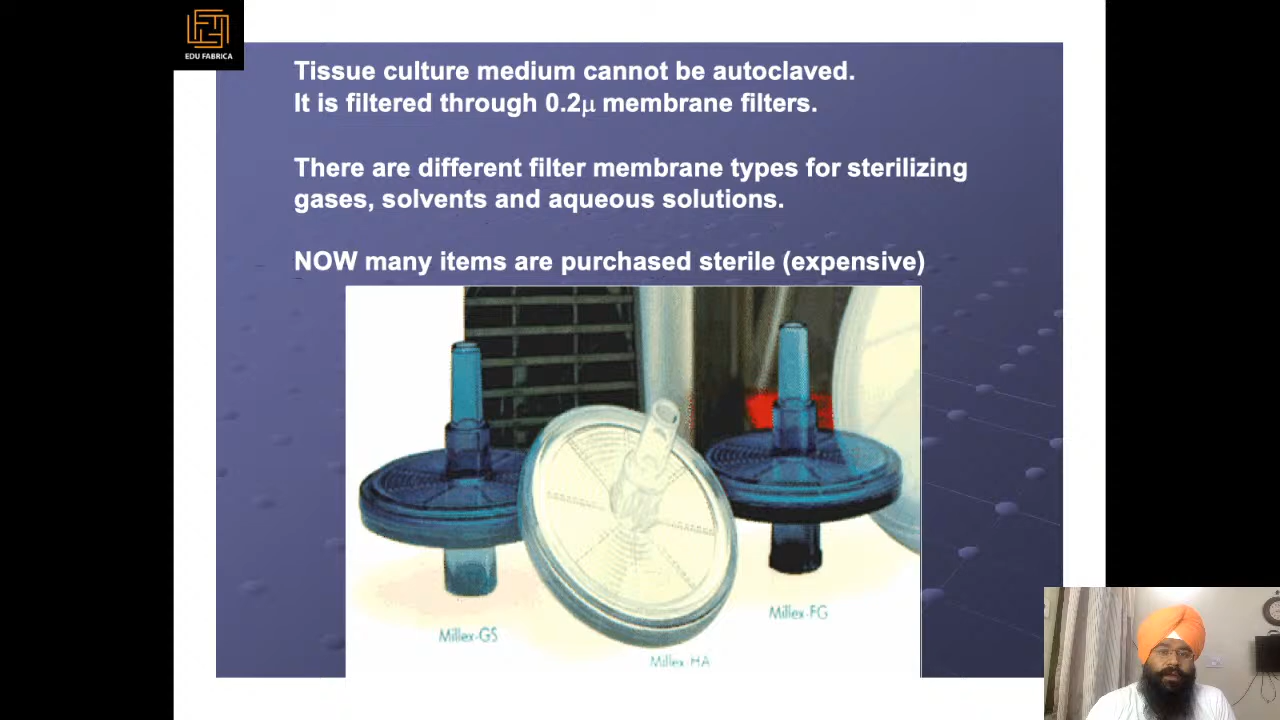 EDU FABRICA
Tissue culture medium cannot be autoclaved.
It is filtered through 0.2μ membrane filters.
There are different filter membrane types for sterilizing
gases, solvents and aqueous solutions.
NOW many items are purchased sterile (expensive)
Millex-GS
Millex-HA
Millex-FG